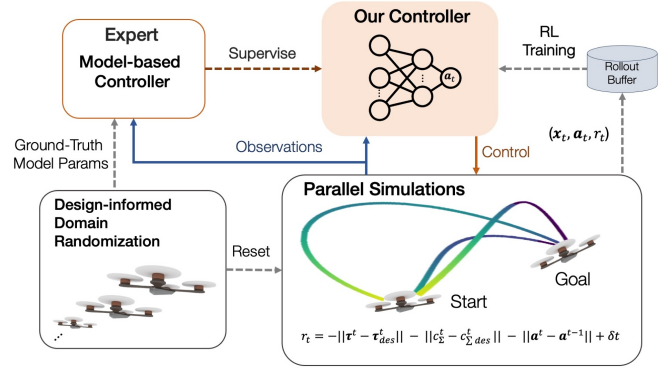 Expert
Model-based
Controller
Supervise
Our Controller
a_t
RL
Training
Rollout
Buffer
Ground-Truth
Model Params
Observations
Control
(x_t, a_t, r_t)
Design-informed
Domain
Randomization
...
Reset
Parallel Simulations
Start
Goal
r_t = −||τ^t − τ^t_des|| − ||c^t_Σ − c^t_Σ des|| − ||a^t − a^{t−1}|| + δt